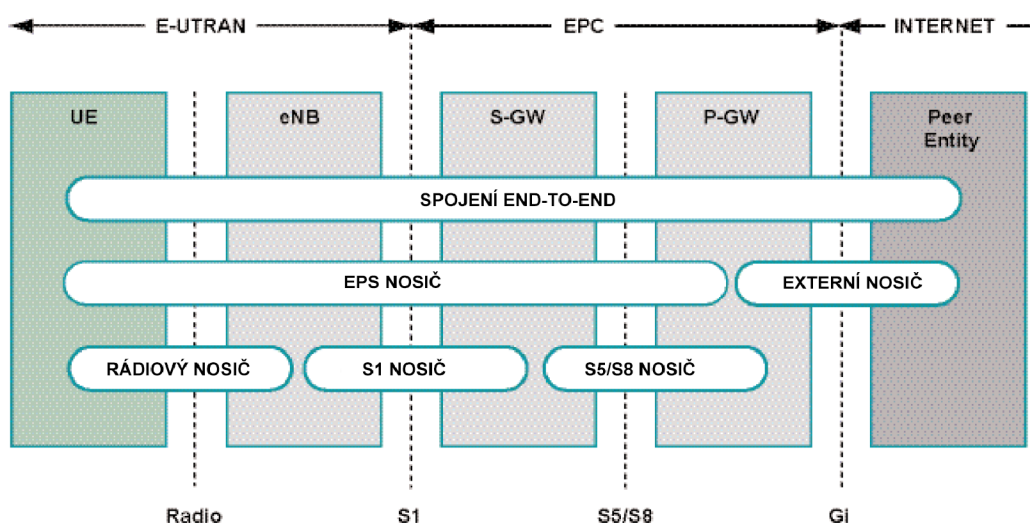 E-UTRAN EPC INTERNET
UE eNB S-GW P-GW Peer
Entity
SPOJENÍ END-TO-END
EPS NOSIČ EXTERNÍ NOSIČ
RÁDIOVÝ NOSIČ S1 NOSIČ S5/S8 NOSIČ
Radio S1 S5/S8 Gi